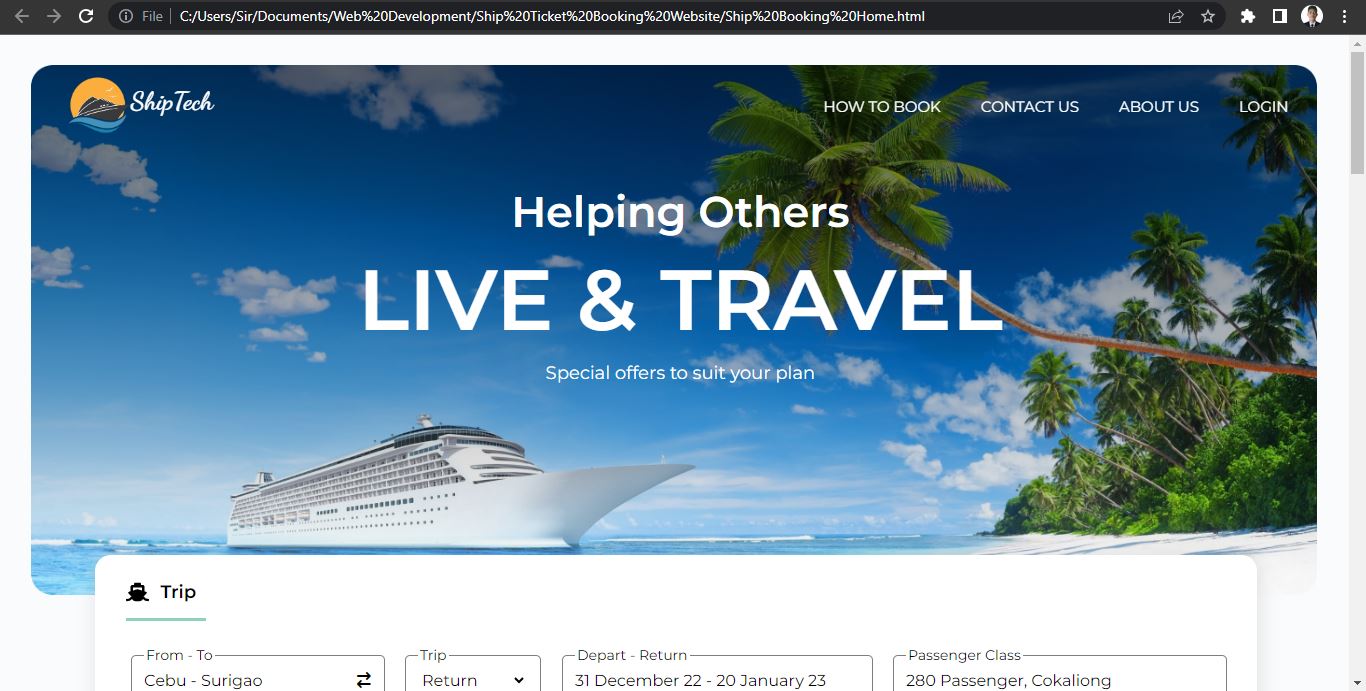 File
C:/Users/Sir/Documents/Web%20Development/Ship%20Ticket%20Booking%20Website/Ship%20Booking%20Home.html
ShipTech
HOW TO BOOK
CONTACT US
ABOUT US
LOGIN
Helping Others
LIVE & TRAVEL
Special offers to suit your plan
Trip
From - To
Cebu - Surigao
Trip
Return
Depart - Return
31 December 22 - 20 January 23
Passenger Class
280 Passenger, Cokaliong